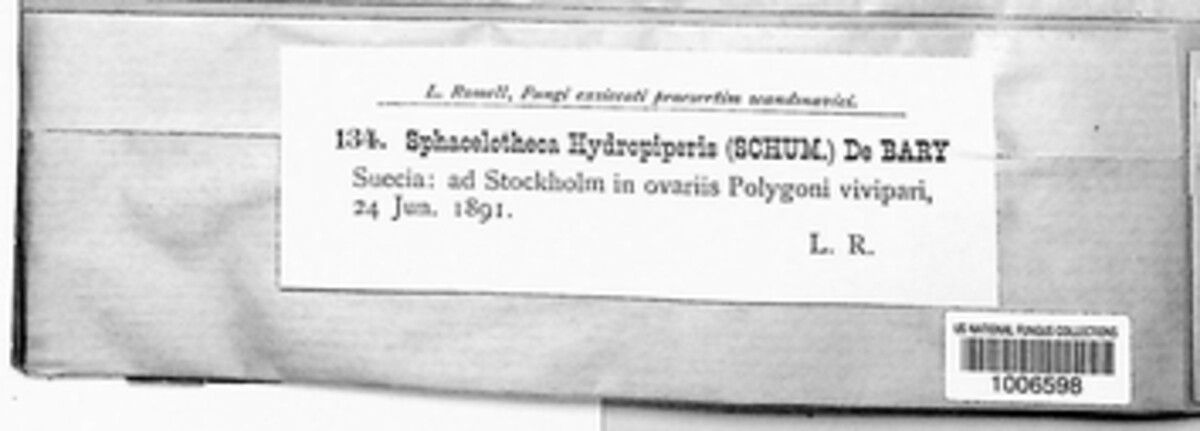 L. Romell, Fungi exsiccati praesertim scandinavici.
134. Sphacelotheca Hydropiperis (SCHUM.) De BARY
Suecia: ad Stockholm in ovariis Polygoni vivipari,
24 Jun. 1891.
L. R.
US NATIONAL FUNGUS COLLECTIONS
1006598